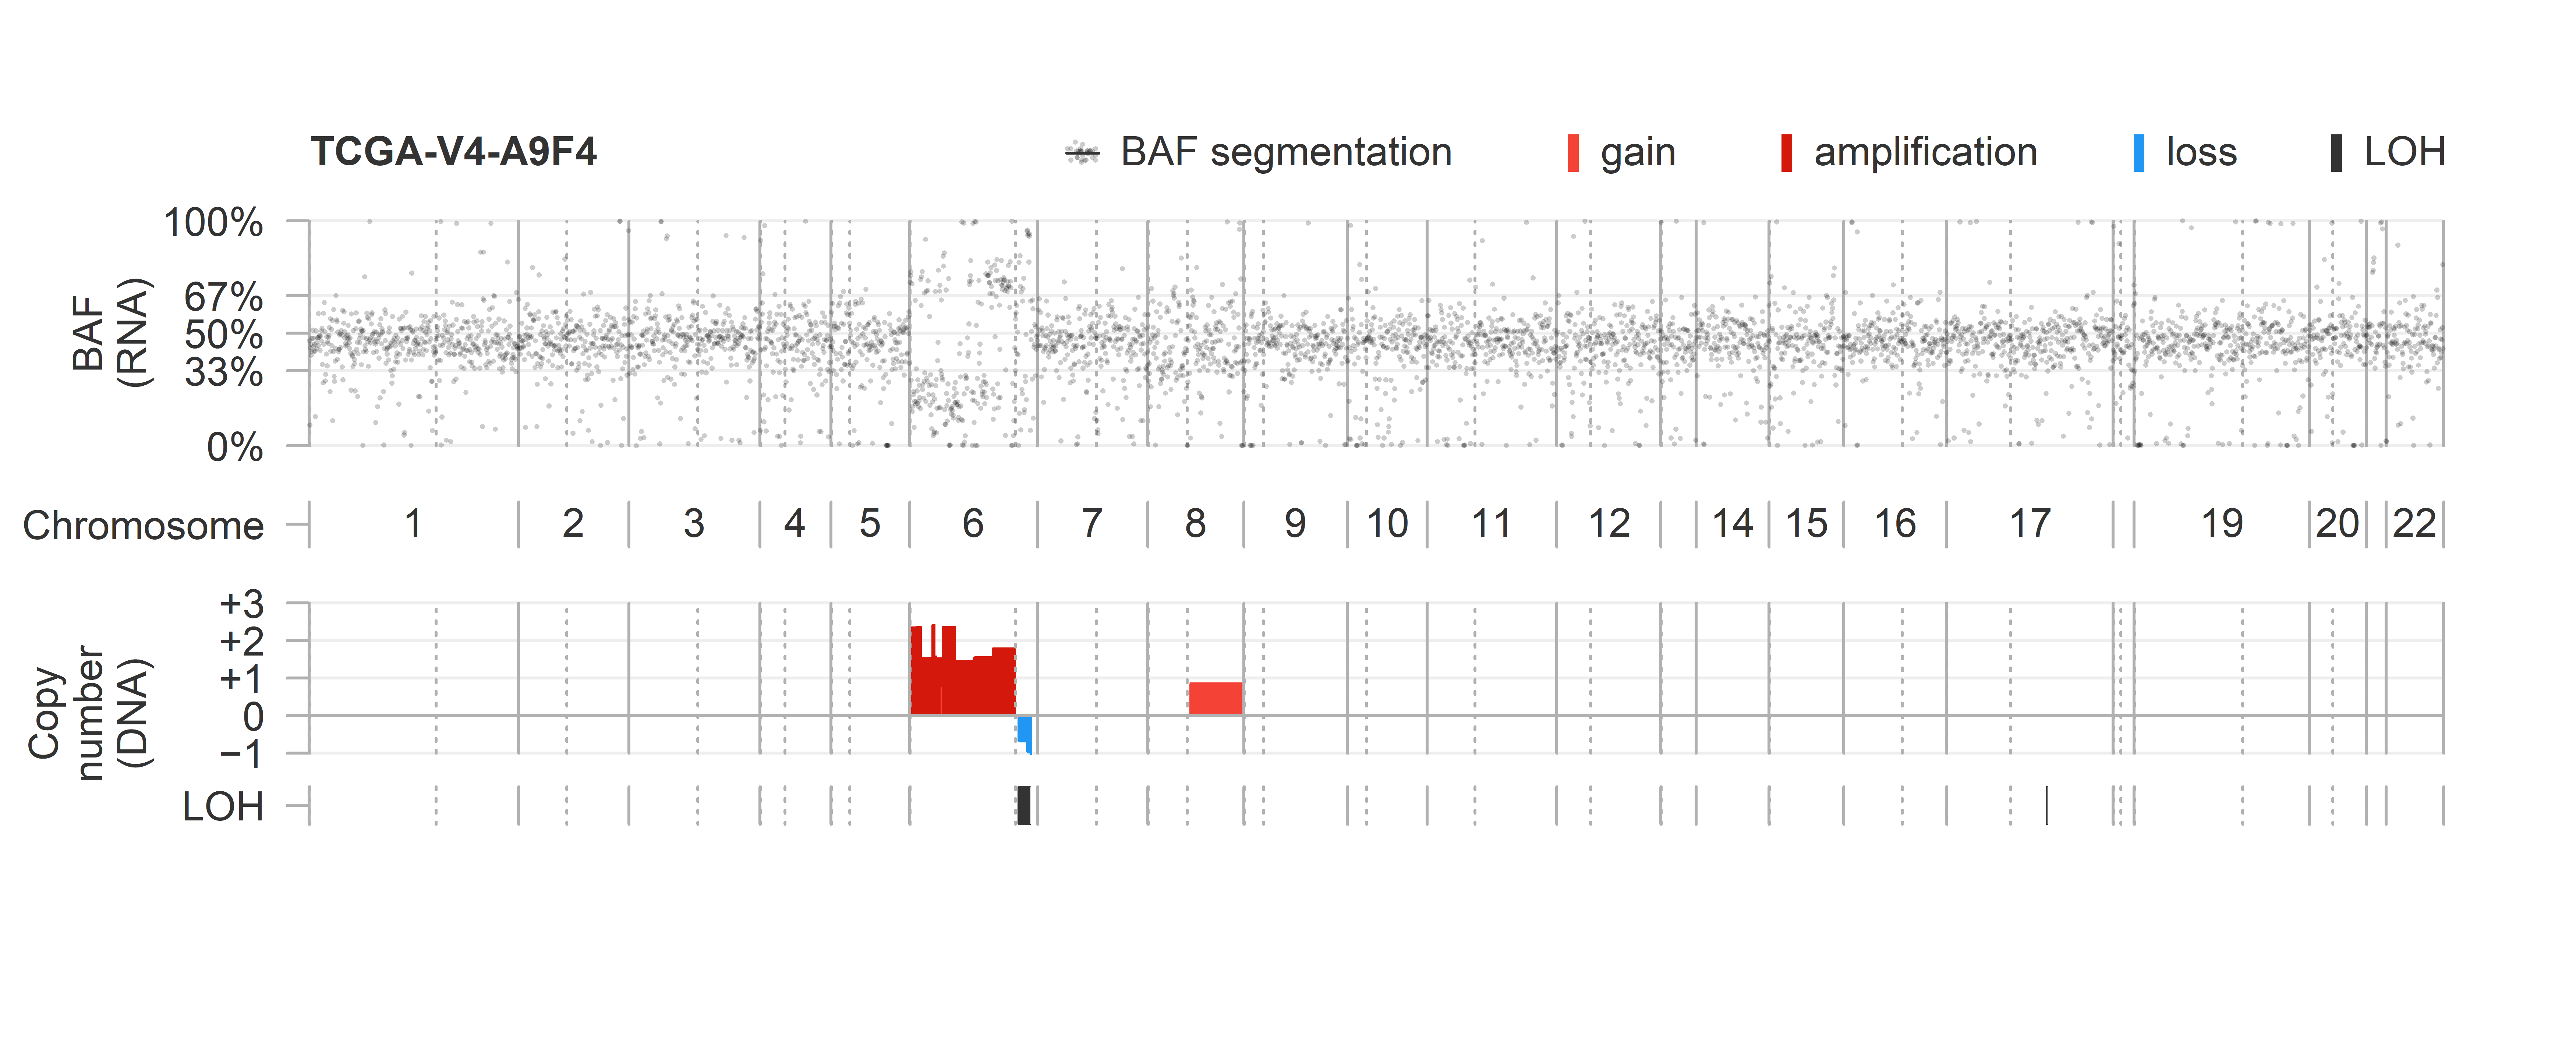 TCGA-V4-A9F4
BAF segmentation
gain
amplification
loss
LOH
BAF
(RNA)
100%
67%
50%
33%
0%
Chromosome
1 2 3 4 5 6 7 8 9 10 11 12 14 15 16 17 19 20 22
Copy
number
(DNA)
+3
+2
+1
0
−1
LOH